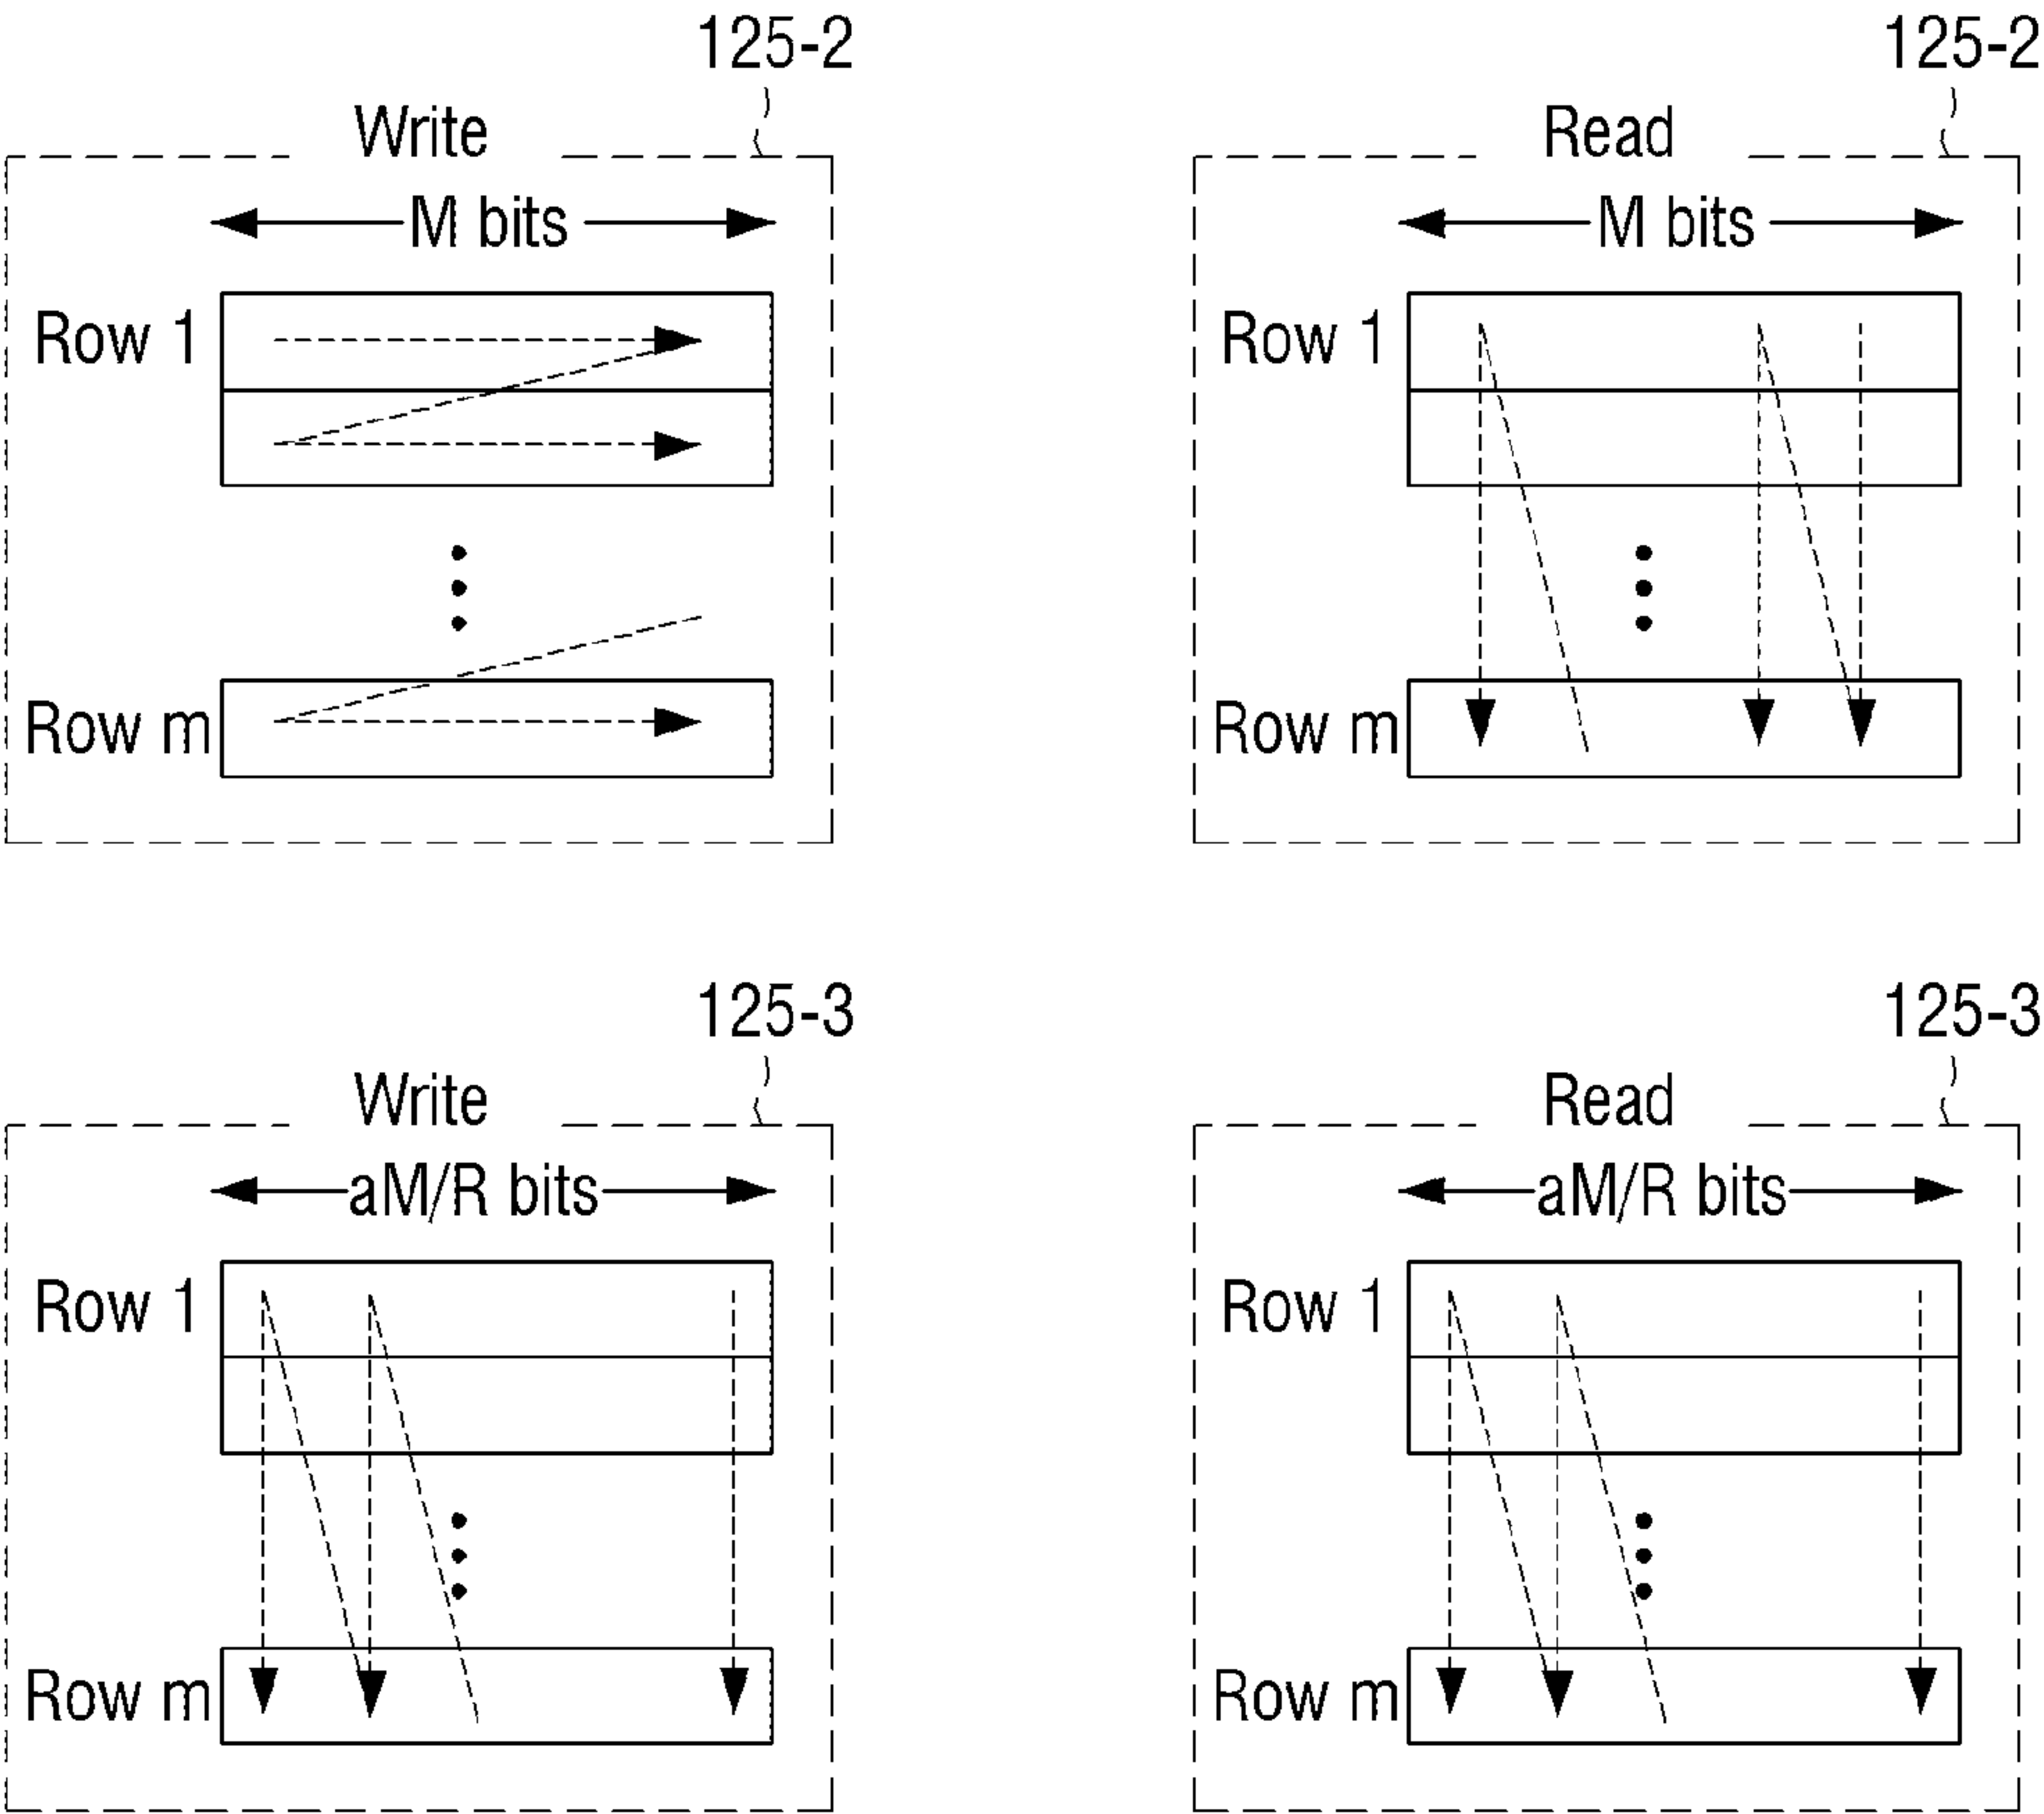 125-2
Write
M bits
Row 1
Row m
125-2
Read
M bits
Row 1
Row m
125-3
Write
aM/R bits
Row 1
Row m
125-3
Read
aM/R bits
Row 1
Row m